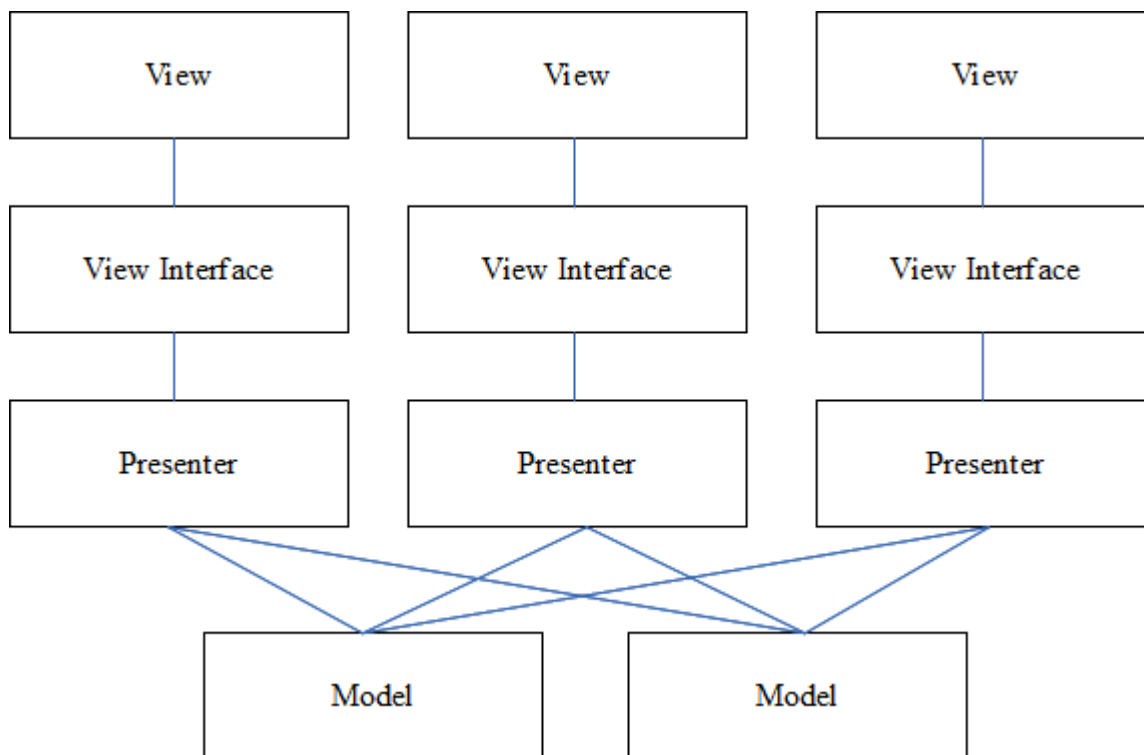 View
View
View
View Interface
View Interface
View Interface
Presenter
Presenter
Presenter
Model
Model